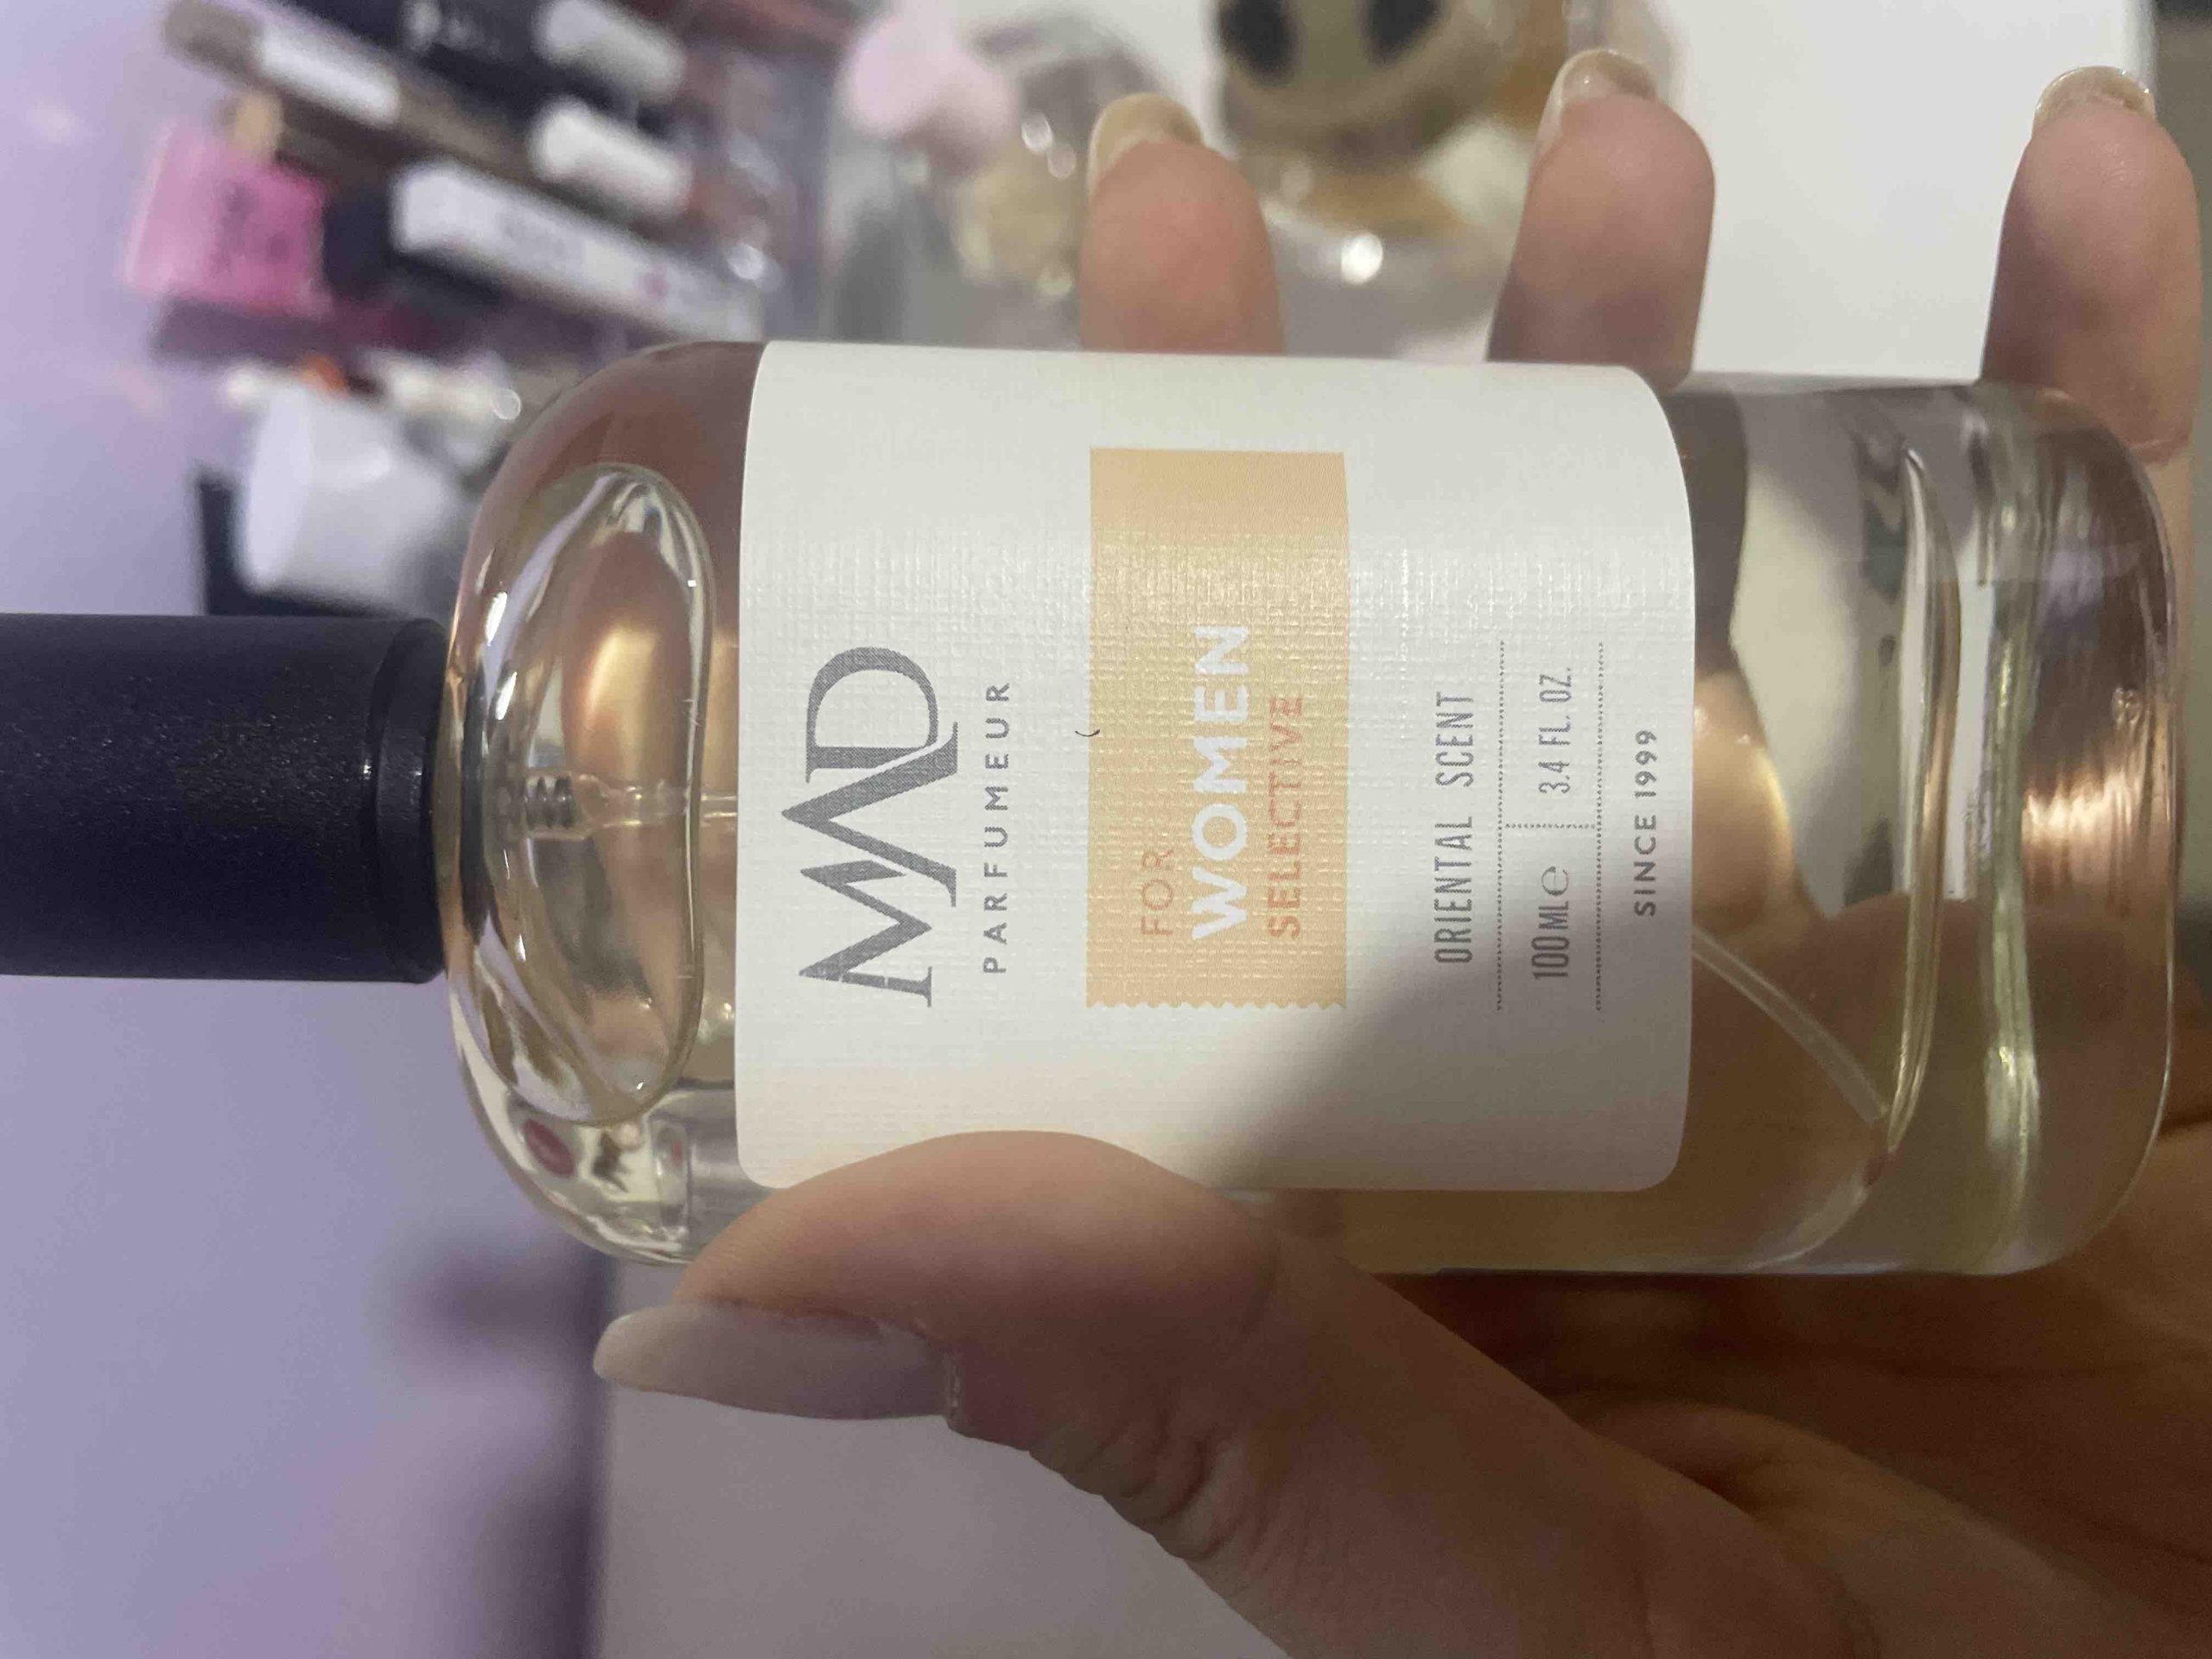 MAD
PARFUMEUR
FOR
WOMEN
SELECTIVE
ORIENTAL SCENT
100 ML ℮ 3.4 FL. OZ.
SINCE 1999